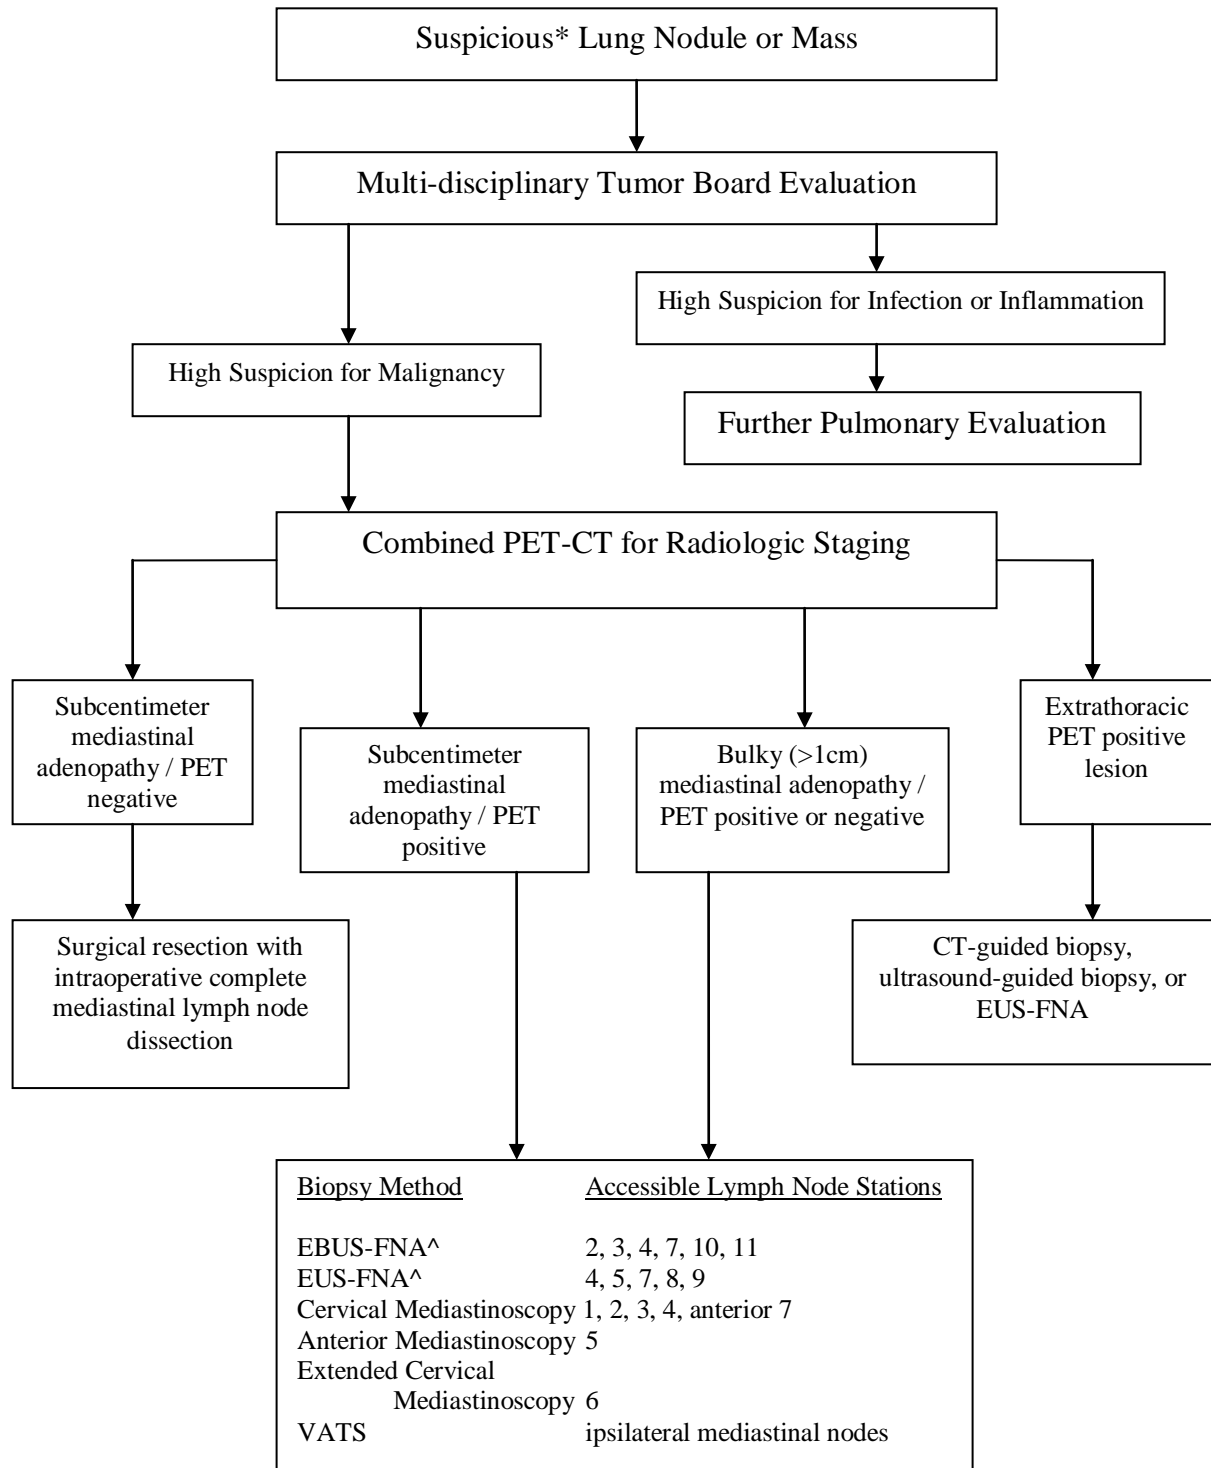 Suspicious* Lung Nodule or Mass
Multi-disciplinary Tumor Board Evaluation
High Suspicion for Infection or Inflammation
High Suspicion for Malignancy
Further Pulmonary Evaluation
Combined PET-CT for Radiologic Staging
Subcentimeter
mediastinal
adenopathy / PET
negative
Subcentimeter
mediastinal
adenopathy / PET
positive
Bulky (>1cm)
mediastinal adenopathy /
PET positive or negative
Extrathoracic
PET positive
lesion
Surgical resection with
intraoperative complete
mediastinal lymph node
dissection
CT-guided biopsy,
ultrasound-guided biopsy, or
EUS-FNA
Biopsy Method Accessible Lymph Node Stations
EBUS-FNA^ 2, 3, 4, 7, 10, 11
EUS-FNA^ 4, 5, 7, 8, 9
Cervical Mediastinoscopy 1, 2, 3, 4, anterior 7
Anterior Mediastinoscopy 5
Extended Cervical
Mediastinoscopy 6
VATS ipsilateral mediastinal nodes